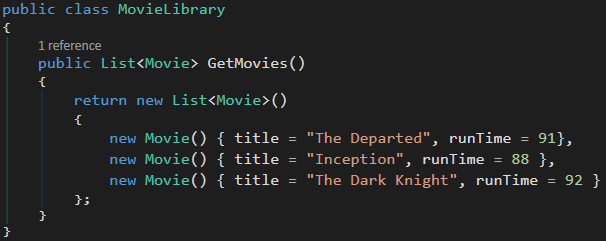 public class MovieLibrary
{
1 reference
public List<Movie> GetMovies()
{
return new List<Movie>()
{
new Movie() { title = "The Departed", runTime = 91},
new Movie() { title = "Inception", runTime = 88 },
new Movie() { title = "The Dark Knight", runTime = 92 }
};
}
}